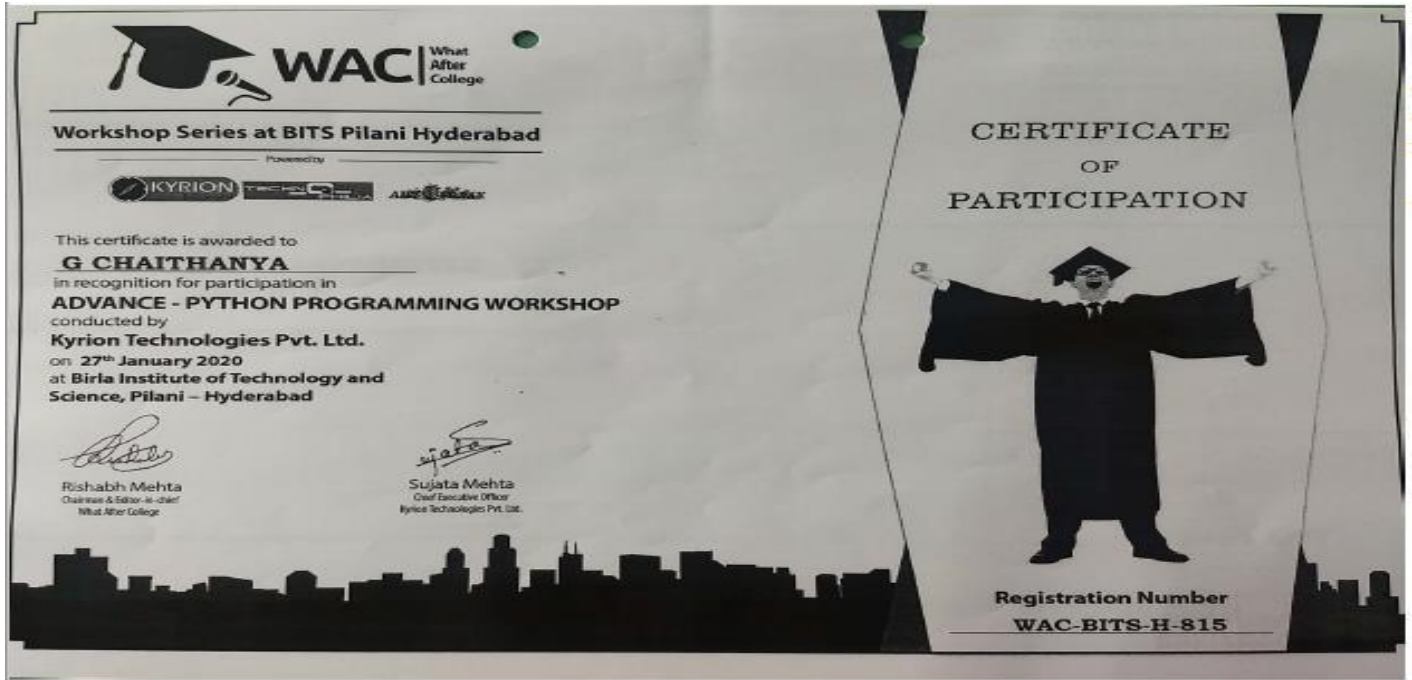 WAC
What
After
College
Workshop Series at BITS Pilani Hyderabad
Powered by
KYRION
This certificate is awarded to
G CHAITHANYA
in recognition for participation in
ADVANCE - PYTHON PROGRAMMING WORKSHOP
conducted by
Kyrion Technologies Pvt. Ltd.
on 27th January 2020
at Birla Institute of Technology and
Science, Pilani – Hyderabad
Sujata
Rishabh Mehta
Chairman & Editor-in-chief
What After College
Sujata Mehta
Chief Executive Officer
Kyrion Technologies Pvt. Ltd.
CERTIFICATE
OF
PARTICIPATION
Registration Number
WAC-BITS-H-815